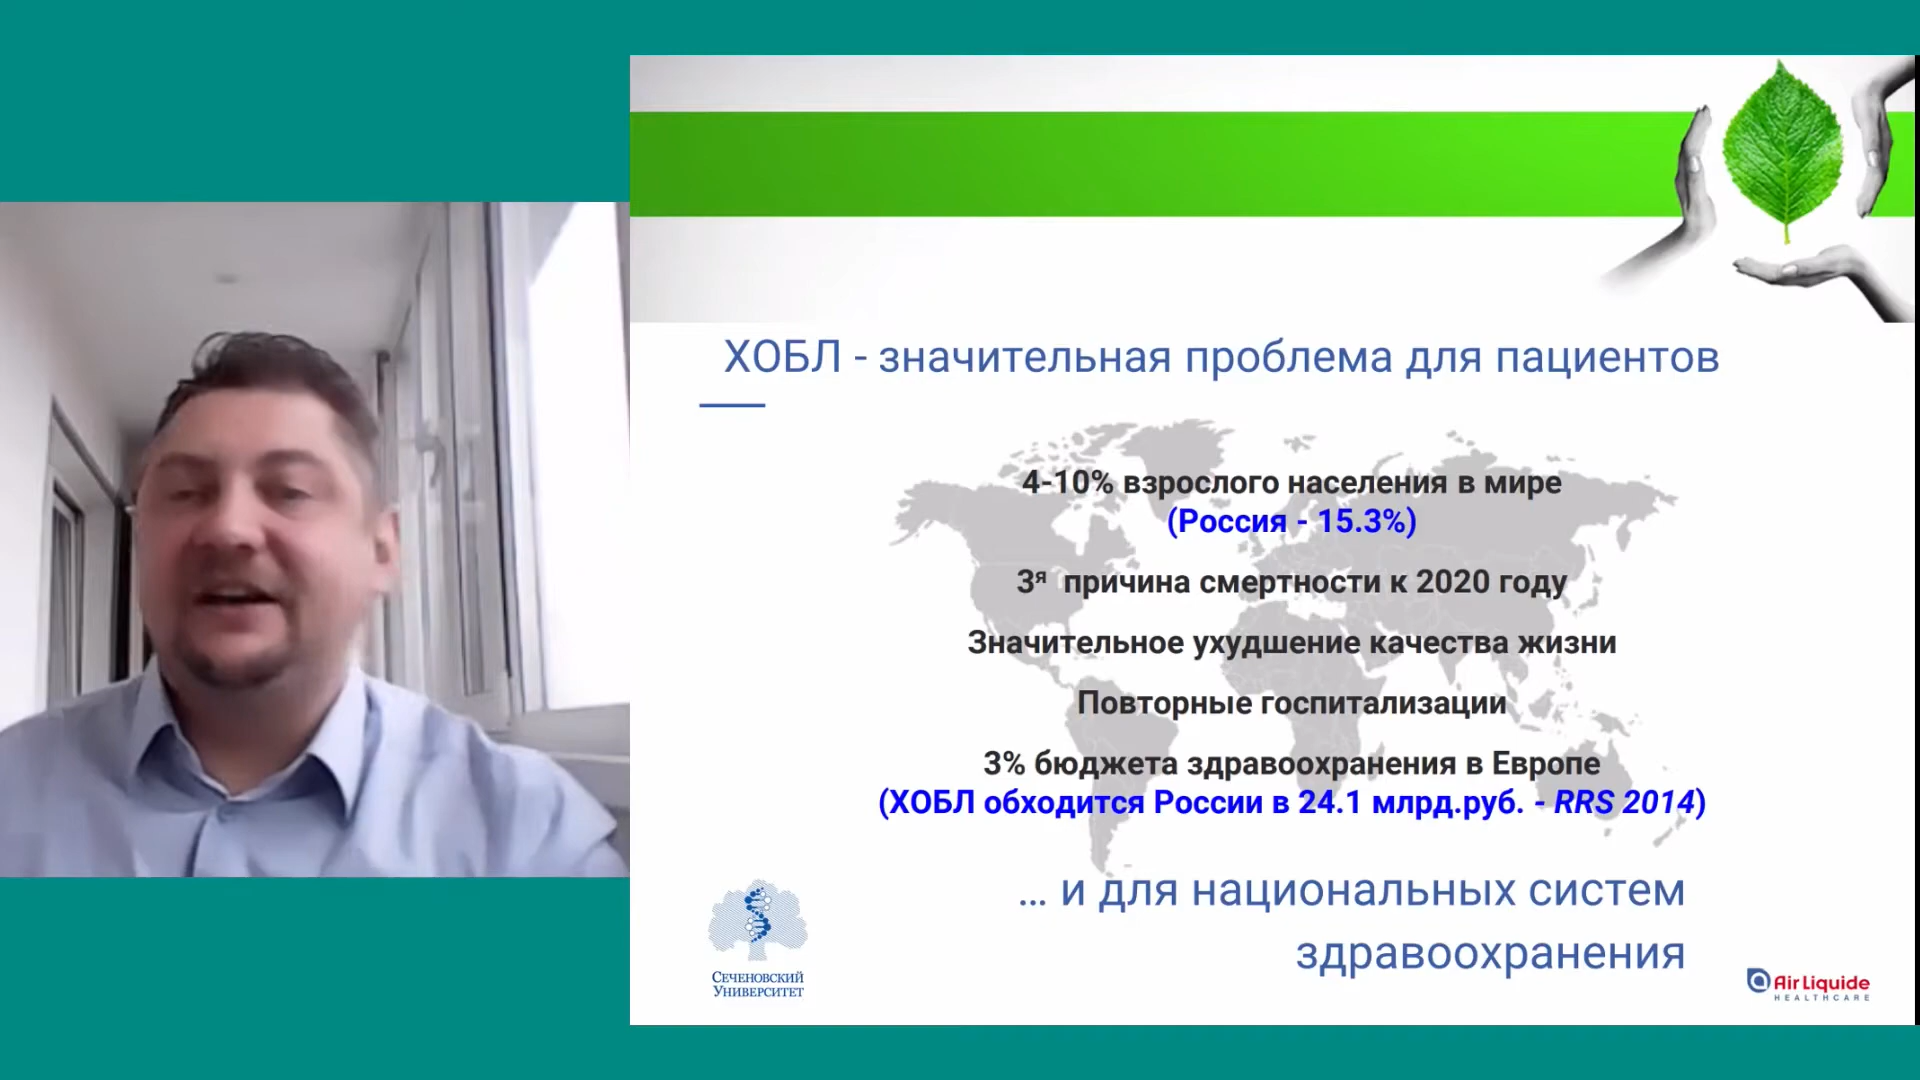 ХОБЛ - значительная проблема для пациентов
4-10% взрослого населения в мире
(Россия - 15.3%)
3я причина смертности к 2020 году
Значительное ухудшение качества жизни
Повторные госпитализации
3% бюджета здравоохранения в Европе
(ХОБЛ обходится России в 24.1 млрд.руб. - RRS 2014)
... и для национальных систем
здравоохранения
Сеченовский
Университет
Air Liquide
HEALTHCARE